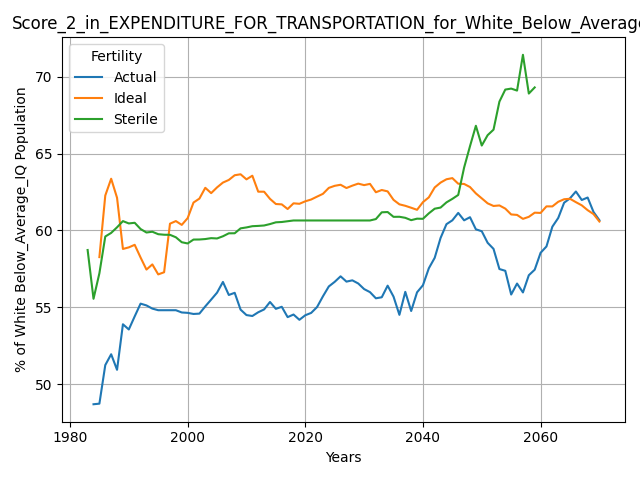 Score_2_in_EXPENDITURE_FOR_TRANSPORTATION_for_White_Below_Average
Fertility
Actual
Ideal
Sterile
% of White Below_Average_IQ Population
70
65
60
55
50
1980
2000
2020
2040
2060
Years